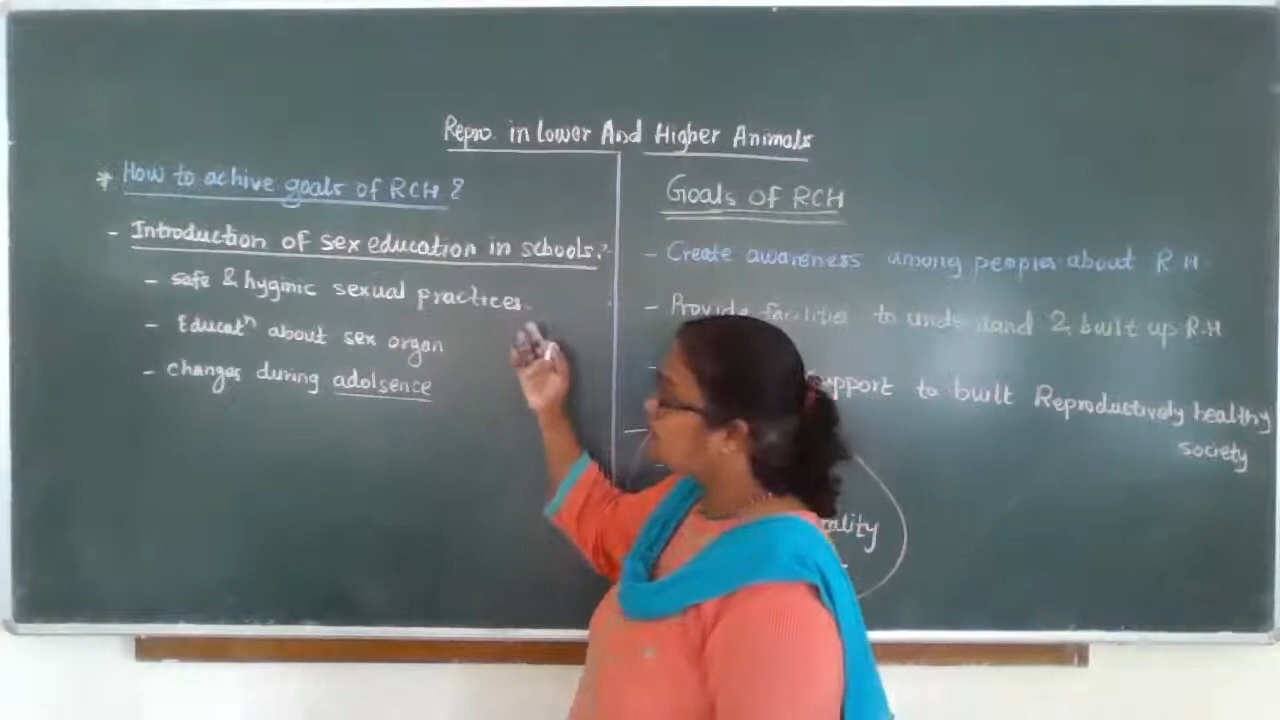 Repro. in Lower And Higher Animals
* How to achive goals of RCH ?
- Introduction of sex education in schools:-
- safe & hyginic sexual practices.
- Educatⁿ about sex organ
- changes during adolsence
Goals of RCH
- Create awareness among peoples about R.H.
- Provide facilities to & built up R.H
support to built Reproductively healthy
society